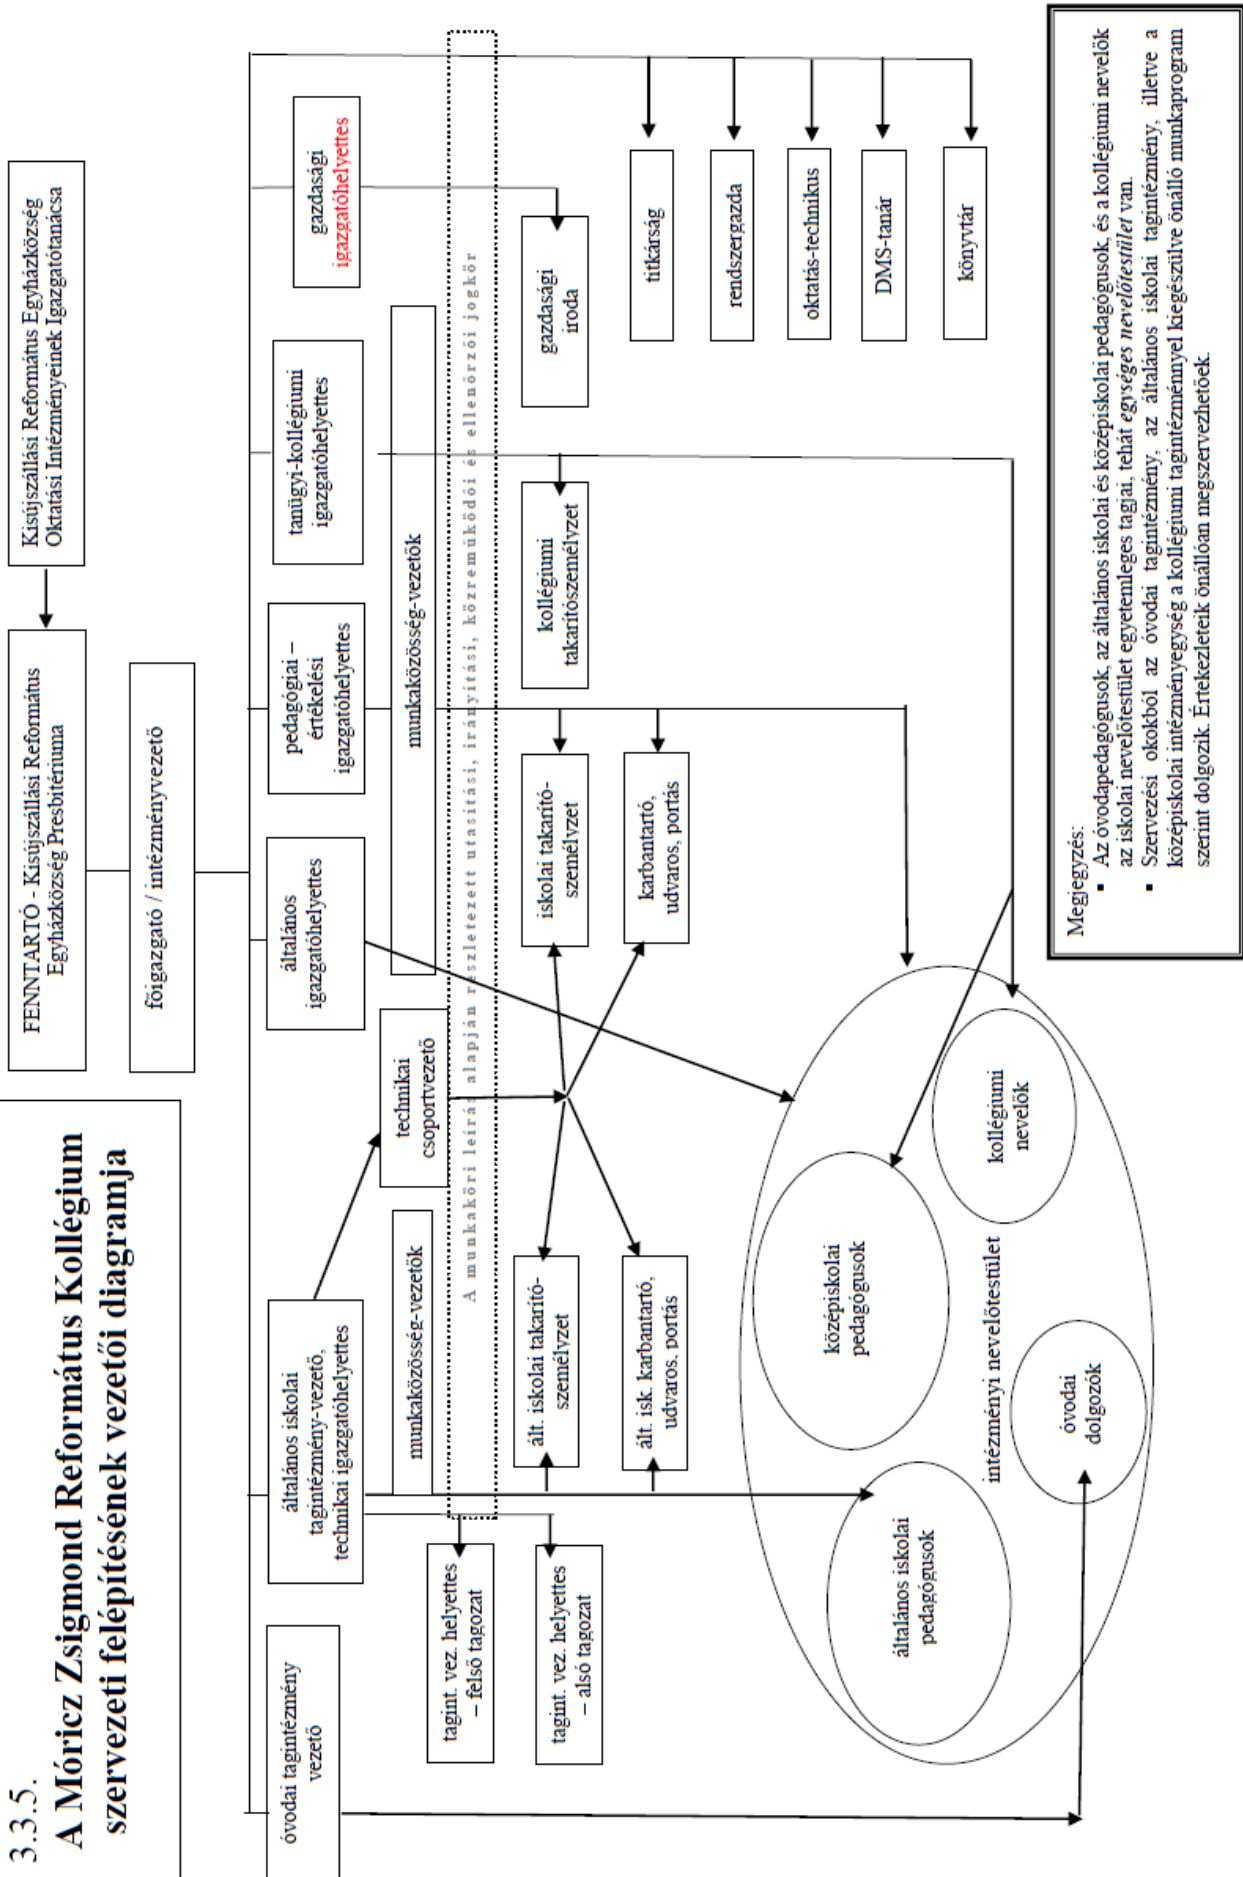 3.3.5.
A Móricz Zsigmond Református Kollégium
szervezeti felépítésének vezetői diagramja
FENNTARTÓ - Kisújszállási Református
Egyházközség Presbitériuma
Kisújszállási Református Egyházközség
Oktatási Intézményeinek Igazgatótanácsa
főigazgató / intézményvezető
óvodai tagintézmény
vezető
általános iskolai
tagintézmény-vezető,
technikai igazgatóhelyettes
általános
igazgatóhelyettes
pedagógiai –
értékelési
igazgatóhelyettes
tanügyi-kollégiumi
igazgatóhelyettes
gazdasági
igazgatóhelyettes
munkaközösség-vezetők
technikai
csoportvezető
munkaközösség-vezetők
A munkaköri leírás alapján részletezett utasítási, irányítási, közreműködői és ellenőrzői jogkör
tagint. vez. helyettes
– felső tagozat
tagint. vez. helyettes
– alsó tagozat
ált. iskolai takarító-
személyzet
ált. isk. karbantartó,
udvaros, portás
iskolai takarító-
személyzet
karbantartó,
udvaros, portás
kollégiumi
takarítószemélyzet
gazdasági
iroda
titkárság
rendszergazda
oktatás-technikus
DMS-tanár
könyvtár
általános iskolai
pedagógusok
középiskolai
pedagógusok
intézményi nevelőtestület
kollégiumi
nevelők
óvodai
dolgozók
Megjegyzés:
▪ Az óvodapedagógusok, az általános iskolai és középiskolai pedagógusok, és a kollégiumi nevelők
az iskolai nevelőtestület egyetemleges tagjai, tehát egységes nevelőtestület van.
▪ Szervezési okokból az óvodai tagintézmény, az általános iskolai tagintézmény, illetve a
középiskolai intézményegység a kollégiumi tagintézménnyel kiegészülve önálló munkaprogram
szerint dolgozik. Értekezleteik önállóan megszervezhetőek.